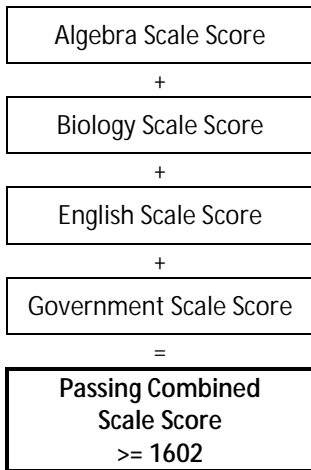 Algebra Scale Score
+
Biology Scale Score
+
English Scale Score
+
Government Scale Score
=
Passing Combined
Scale Score
>= 1602